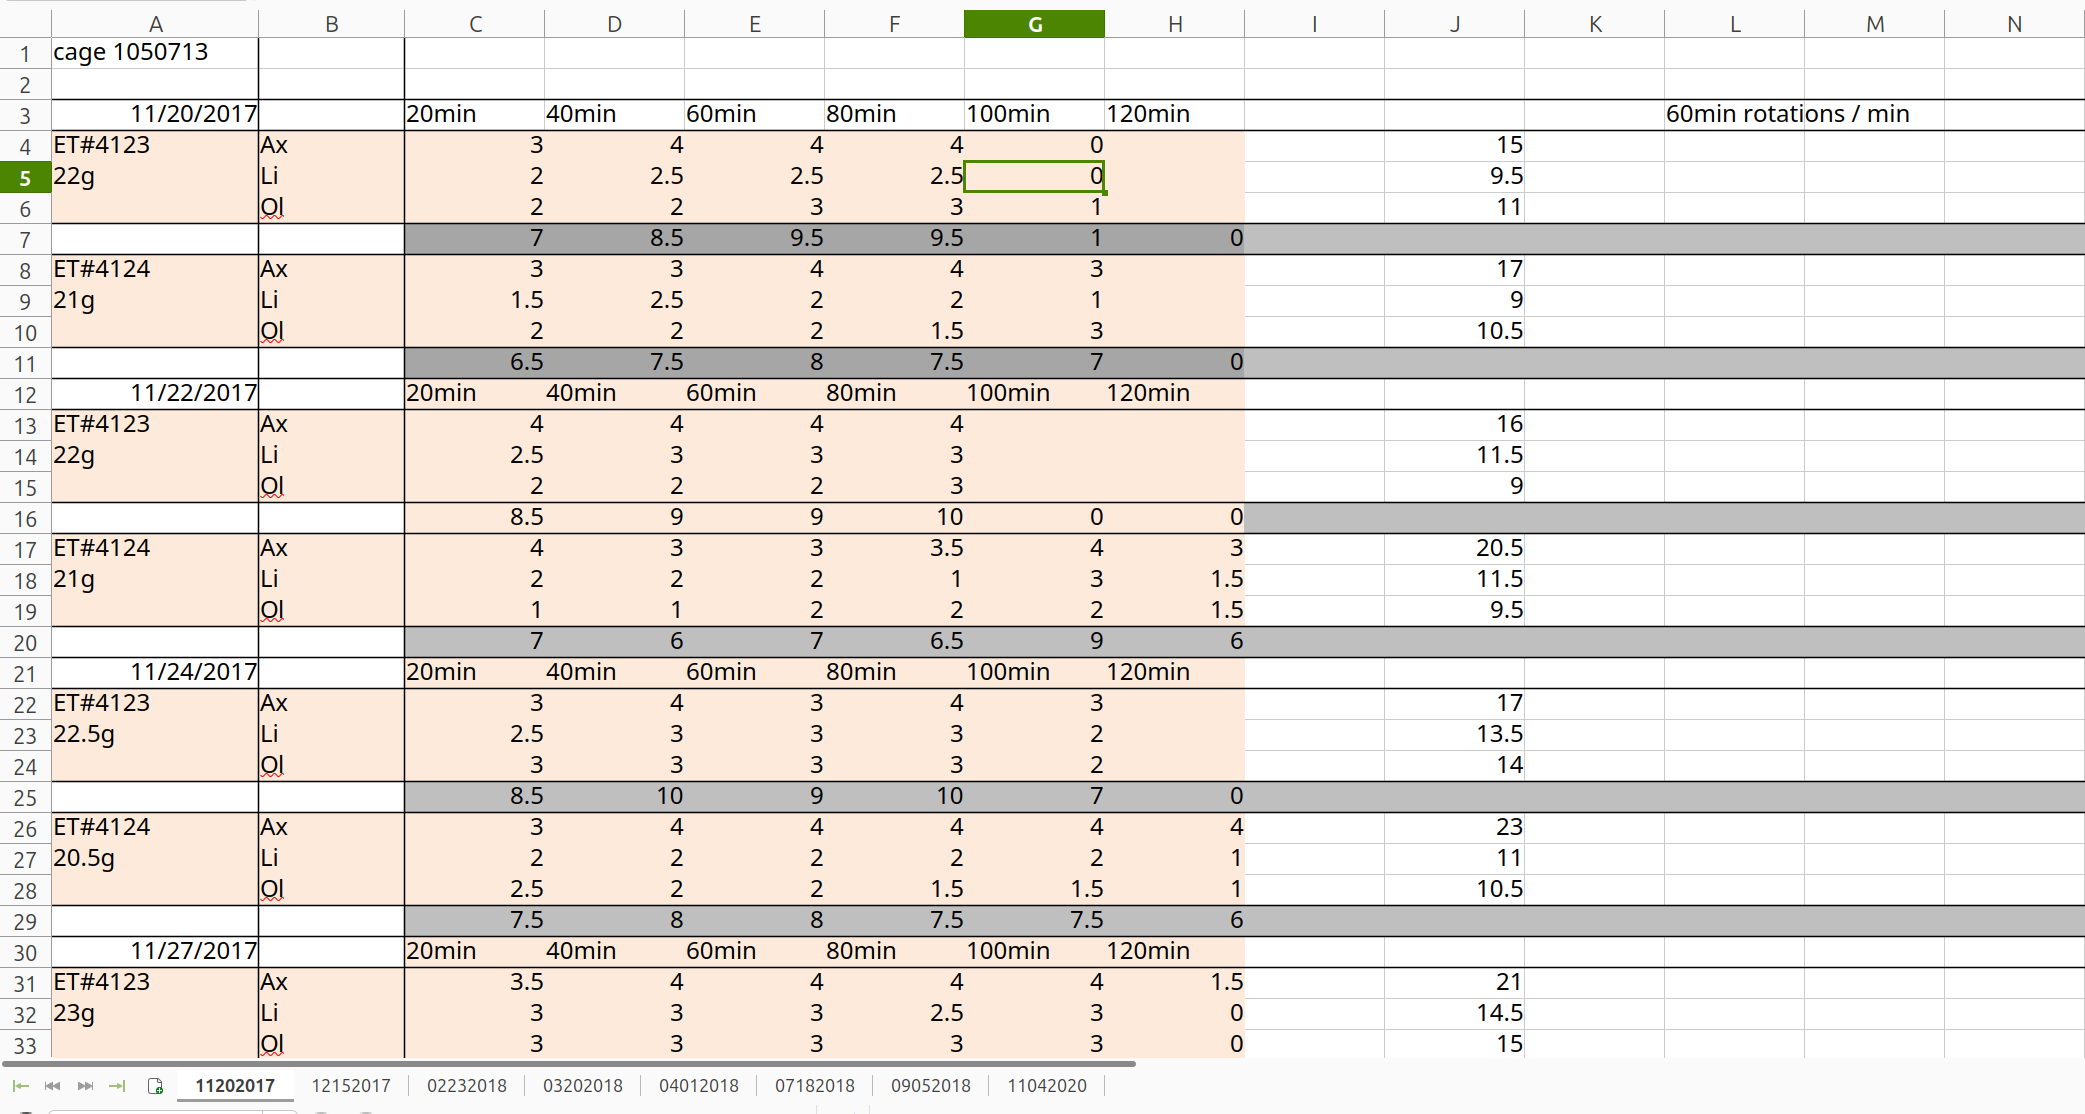 A B C D E F G H I J K L M N
1 cage 1050713
2
3 11/20/2017 20min 40min 60min 80min 100min 120min 60min rotations / min
4 ET#4123 Ax 3 4 4 4 0 15
5 22g Li 2 2.5 2.5 2.5 0 9.5
6 Ol 2 2 3 3 1 11
7 7 8.5 9.5 9.5 1 0
8 ET#4124 Ax 3 3 4 4 3 17
9 21g Li 1.5 2.5 2 2 1 9
10 Ol 2 2 2 1.5 3 10.5
11 6.5 7.5 8 7.5 7 0
12 11/22/2017 20min 40min 60min 80min 100min 120min
13 ET#4123 Ax 4 4 4 4 16
14 22g Li 2.5 3 3 3 11.5
15 Ol 2 2 2 3 9
16 8.5 9 9 10 0 0
17 ET#4124 Ax 4 3 3 3.5 4 3 20.5
18 21g Li 2 2 2 1 3 1.5 11.5
19 Ol 1 1 2 2 2 1.5 9.5
20 7 6 7 6.5 9 6
21 11/24/2017 20min 40min 60min 80min 100min 120min
22 ET#4123 Ax 3 4 3 4 3 17
23 22.5g Li 2.5 3 3 3 2 13.5
24 Ol 3 3 3 3 2 14
25 8.5 10 9 10 7 0
26 ET#4124 Ax 3 4 4 4 4 4 23
27 20.5g Li 2 2 2 2 2 1 11
28 Ol 2.5 2 2 1.5 1.5 1 10.5
29 7.5 8 8 7.5 7.5 6
30 11/27/2017 20min 40min 60min 80min 100min 120min
31 ET#4123 Ax 3.5 4 4 4 4 1.5 21
32 23g Li 3 3 3 2.5 3 0 14.5
33 Ol 3 3 3 3 3 0 15
11202017 12152017 02232018 03202018 04012018 07182018 09052018 11042020